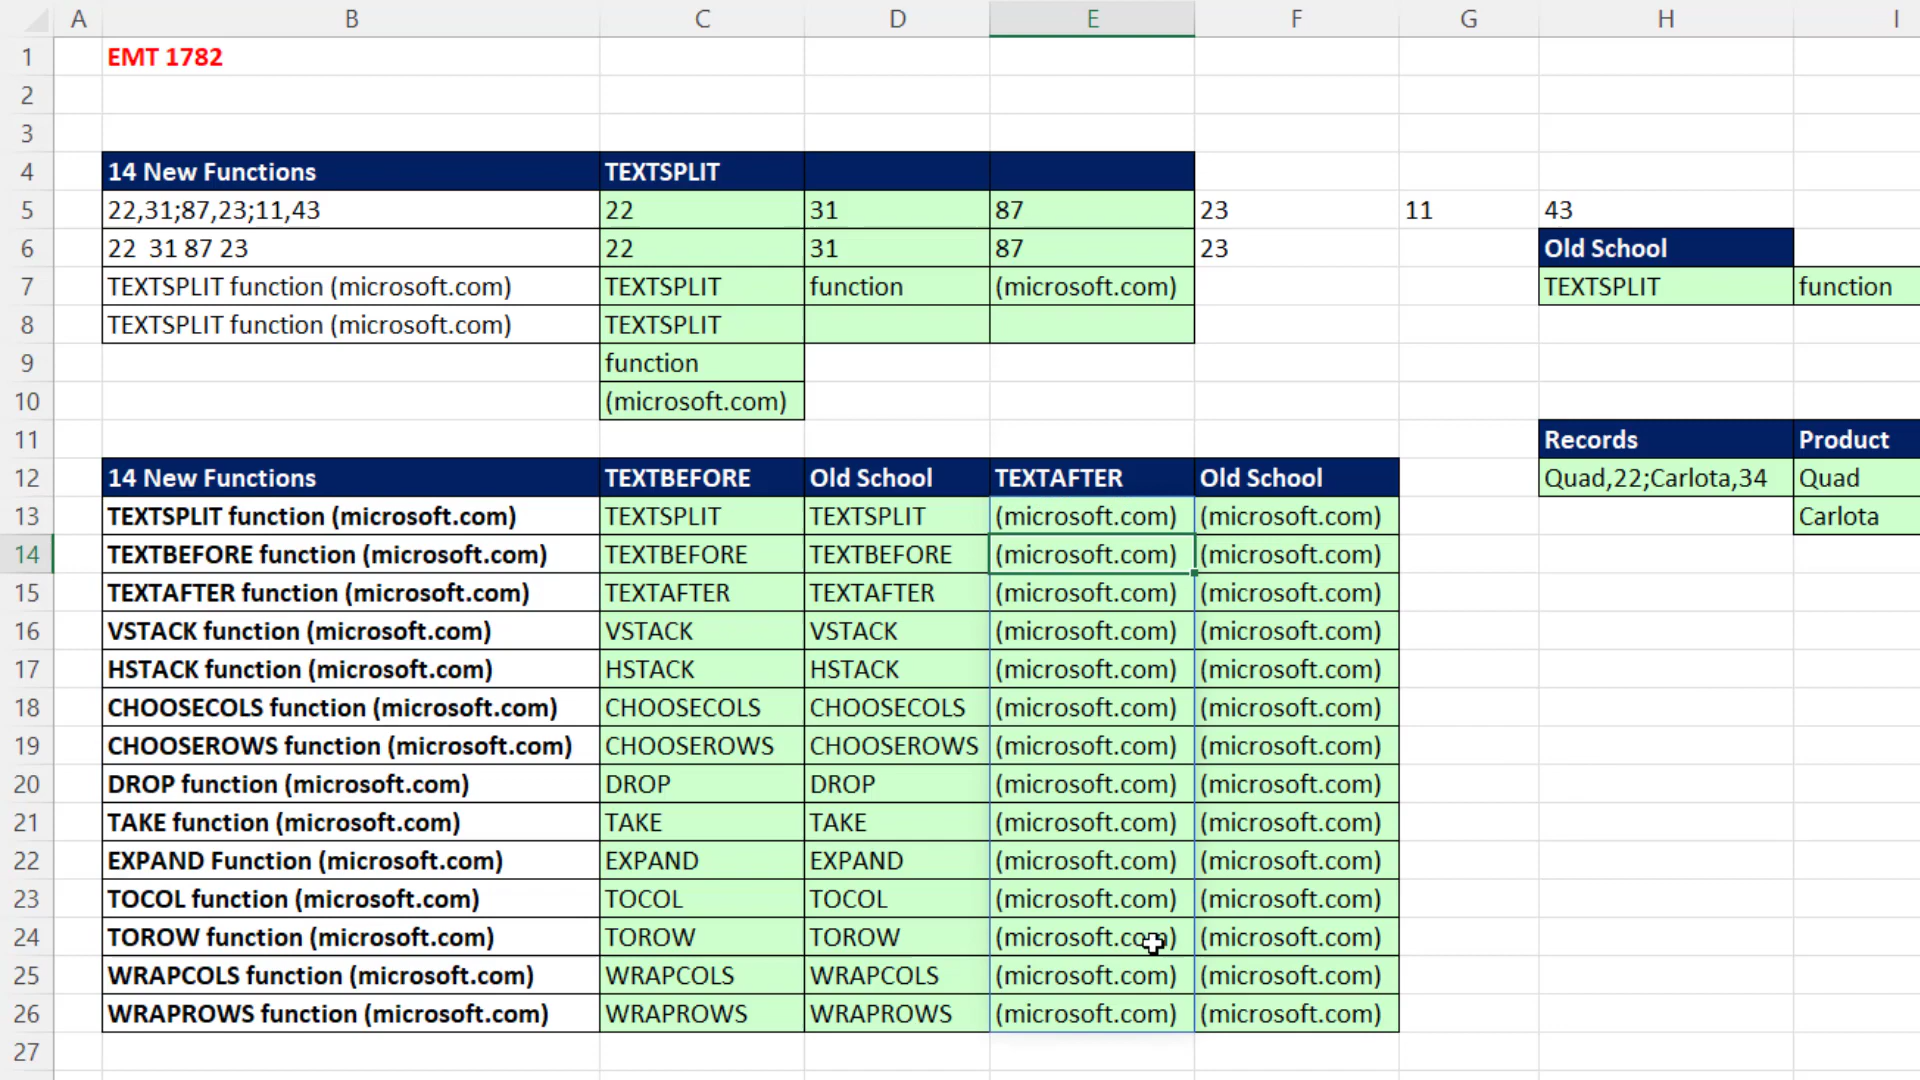 A B C D E F G H I
1 EMT 1782
2
3
4 14 New Functions TEXTSPLIT
5 22,31;87,23;11,43 22 31 87 23 11 43
6 22  31 87 23 22 31 87 23 Old School
7 TEXTSPLIT function (microsoft.com) TEXTSPLIT function (microsoft.com) TEXTSPLIT function
8 TEXTSPLIT function (microsoft.com) TEXTSPLIT
9 function
10 (microsoft.com)
11 Records Product
12 14 New Functions TEXTBEFORE Old School TEXTAFTER Old School Quad,22;Carlota,34 Quad
13 TEXTSPLIT function (microsoft.com) TEXTSPLIT TEXTSPLIT (microsoft.com) (microsoft.com) Carlota
14 TEXTBEFORE function (microsoft.com) TEXTBEFORE TEXTBEFORE (microsoft.com) (microsoft.com)
15 TEXTAFTER function (microsoft.com) TEXTAFTER TEXTAFTER (microsoft.com) (microsoft.com)
16 VSTACK function (microsoft.com) VSTACK VSTACK (microsoft.com) (microsoft.com)
17 HSTACK function (microsoft.com) HSTACK HSTACK (microsoft.com) (microsoft.com)
18 CHOOSECOLS function (microsoft.com) CHOOSECOLS CHOOSECOLS (microsoft.com) (microsoft.com)
19 CHOOSEROWS function (microsoft.com) CHOOSEROWS CHOOSEROWS (microsoft.com) (microsoft.com)
20 DROP function (microsoft.com) DROP DROP (microsoft.com) (microsoft.com)
21 TAKE function (microsoft.com) TAKE TAKE (microsoft.com) (microsoft.com)
22 EXPAND Function (microsoft.com) EXPAND EXPAND (microsoft.com) (microsoft.com)
23 TOCOL function (microsoft.com) TOCOL TOCOL (microsoft.com) (microsoft.com)
24 TOROW function (microsoft.com) TOROW TOROW (microsoft.com) (microsoft.com)
25 WRAPCOLS function (microsoft.com) WRAPCOLS WRAPCOLS (microsoft.com) (microsoft.com)
26 WRAPROWS function (microsoft.com) WRAPROWS WRAPROWS (microsoft.com) (microsoft.com)
27